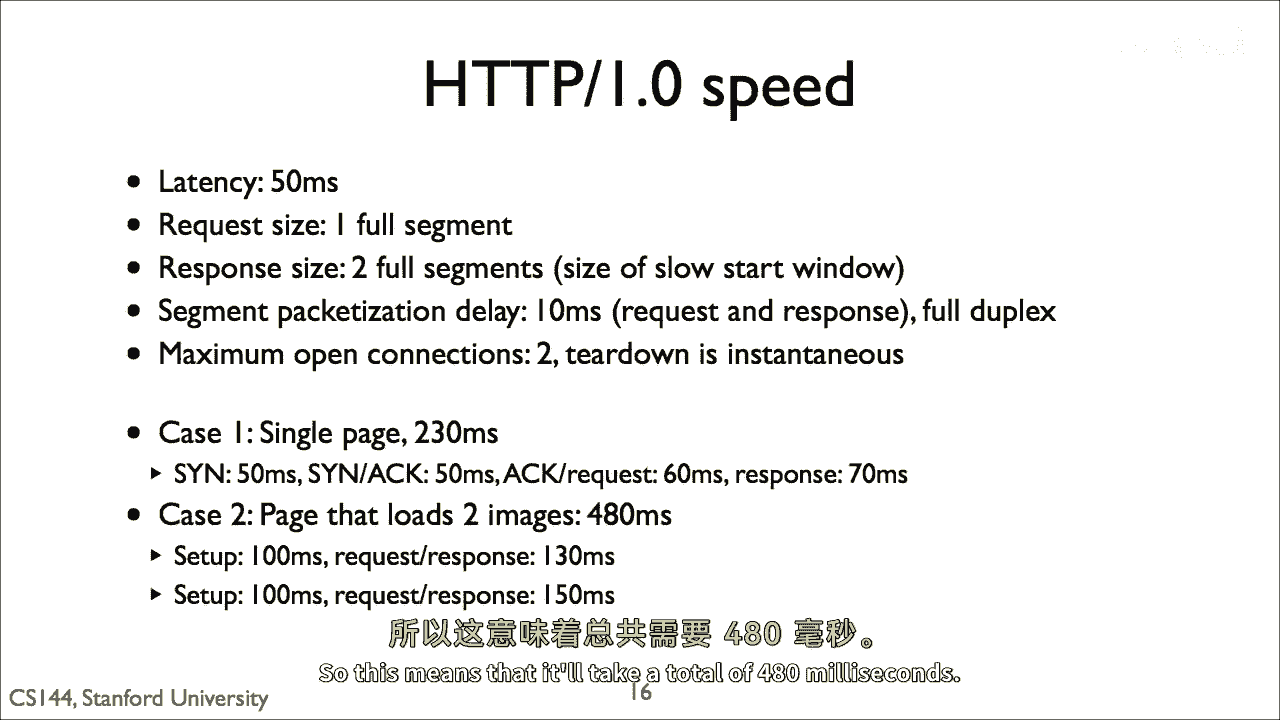 HTTP/1.0 speed
• Latency: 50ms
• Request size: 1 full segment
• Response size: 2 full segments (size of slow start window)
• Segment packetization delay: 10ms (request and response), full duplex
• Maximum open connections: 2, teardown is instantaneous
• Case 1: Single page, 230ms
▸ SYN: 50ms, SYN/ACK: 50ms, ACK/request: 60ms, response: 70ms
• Case 2: Page that loads 2 images: 480ms
▸ Setup: 100ms, request/response: 130ms
▸ Setup: 100ms, request/response: 150ms
所以这意味着总共需要 480 毫秒。
So this means that it'll take a total of 480 milliseconds.
CS144, Stanford University
16